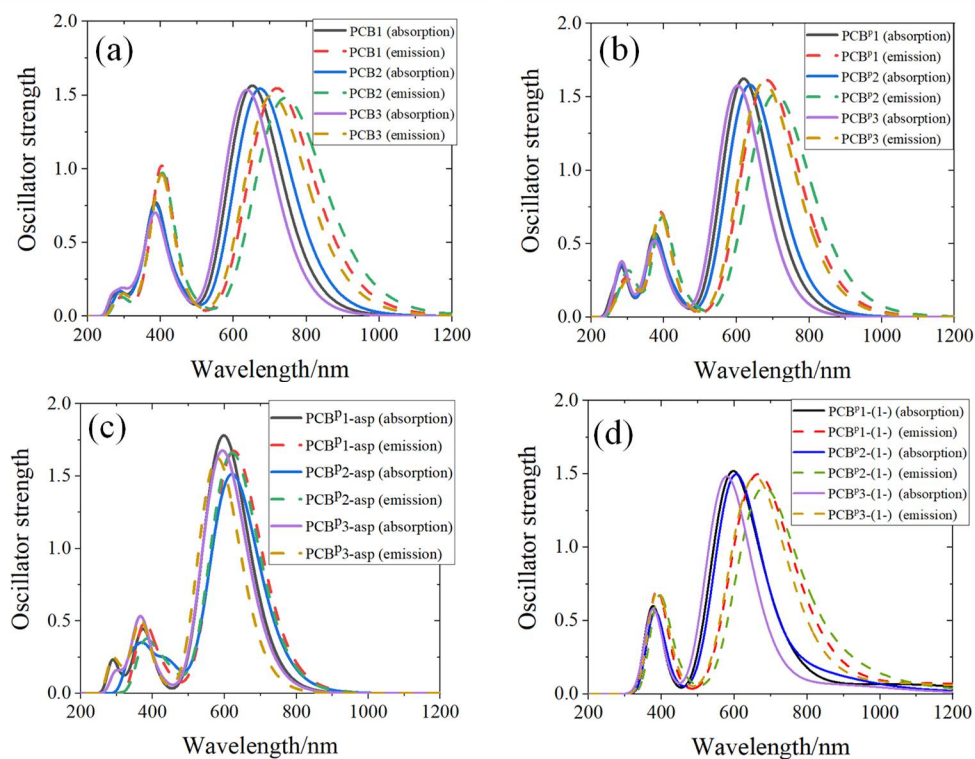 (a)
PCB1 (absorption)
PCB1 (emission)
PCB2 (absorption)
PCB2 (emission)
PCB3 (absorption)
PCB3 (emission)
Oscillator strength
2.0
1.5
1.0
0.5
0.0
200 400 600 800 1000 1200
Wavelength/nm
(b)
PCBᵖ1 (absorption)
PCBᵖ1 (emission)
PCBᵖ2 (absorption)
PCBᵖ2 (emission)
PCBᵖ3 (absorption)
PCBᵖ3 (emission)
Oscillator strength
2.0
1.5
1.0
0.5
0.0
200 400 600 800 1000 1200
Wavelength/nm
(c)
PCBᵖ1-asp (absorption)
PCBᵖ1-asp (emission)
PCBᵖ2-asp (absorption)
PCBᵖ2-asp (emission)
PCBᵖ3-asp (absorption)
PCBᵖ3-asp (emission)
Oscillator strength
2.0
1.5
1.0
0.5
0.0
200 400 600 800 1000 1200
Wavelength/nm
(d)
PCBᵖ1-(1-) (absorption)
PCBᵖ1-(1-) (emission)
PCBᵖ2-(1-) (absorption)
PCBᵖ2-(1-) (emission)
PCBᵖ3-(1-) (absorption)
PCBᵖ3-(1-) (emission)
Oscillator strength
2.0
1.5
1.0
0.5
0.0
200 400 600 800 1000 1200
Wavelength/nm